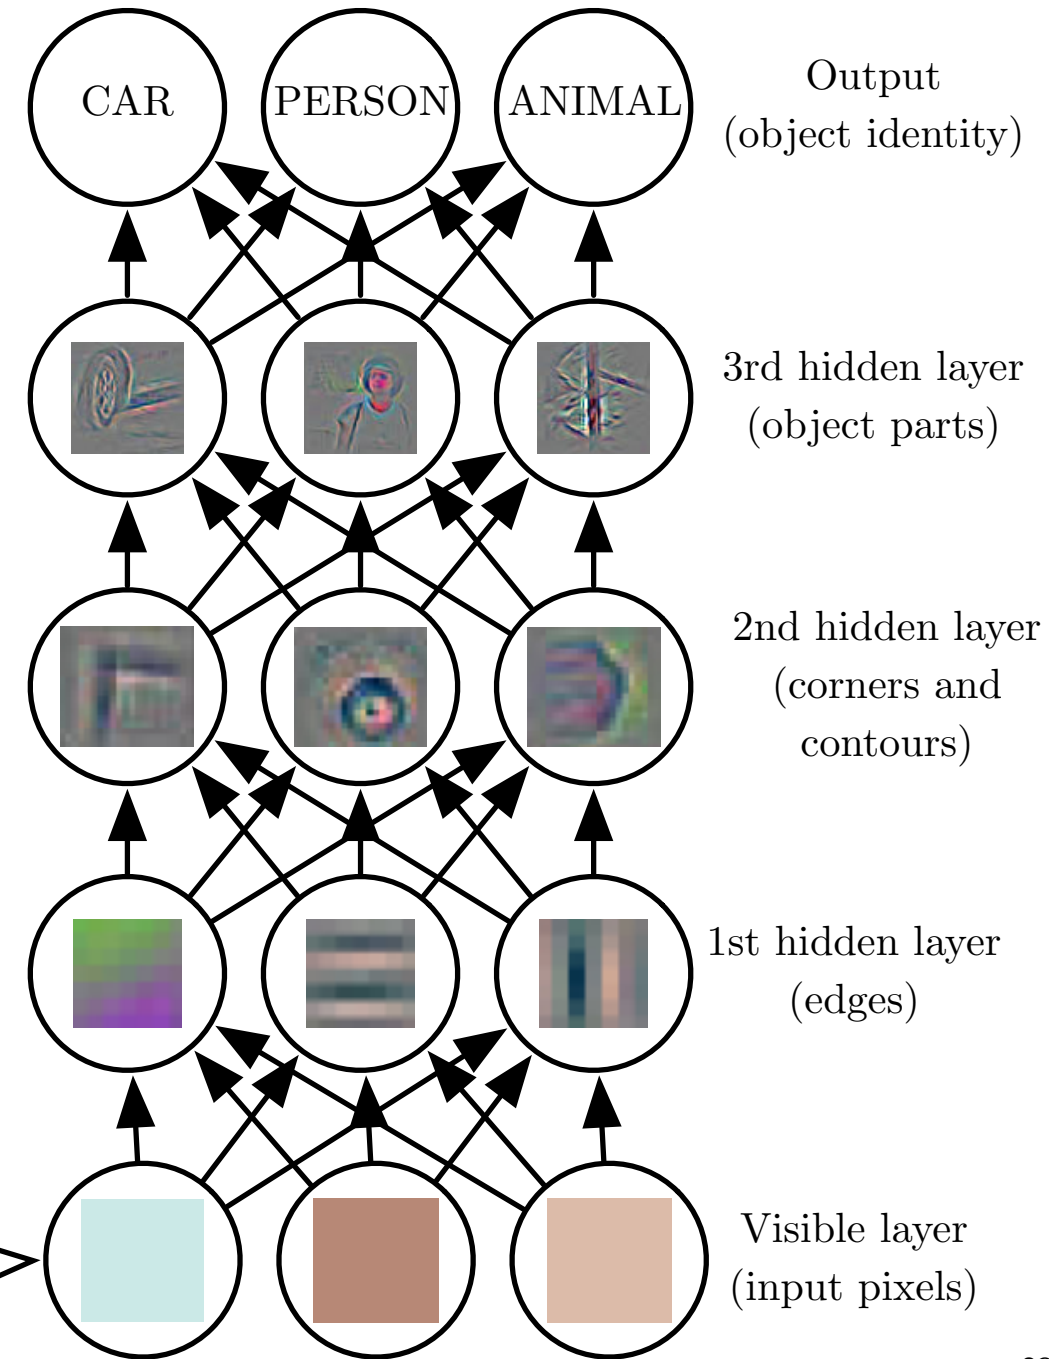 CAR
PERSON
ANIMAL
Output
(object identity)
3rd hidden layer
(object parts)
2nd hidden layer
(corners and
contours)
1st hidden layer
(edges)
Visible layer
(input pixels)